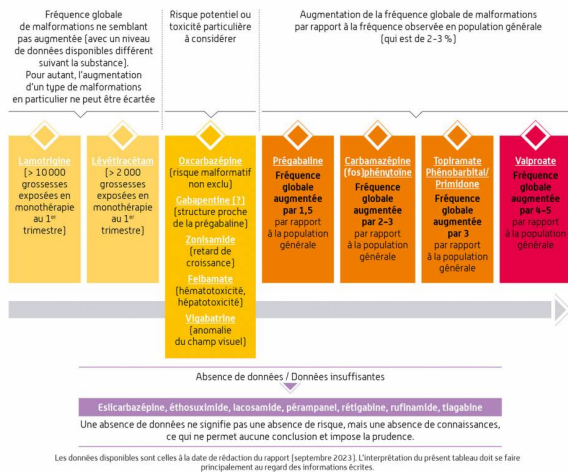 Fréquence globale
de malformations ne semblant
pas augmentée (avec un niveau
de données disponibles différent
suivant la substance).
Pour autant, l'augmentation
d'un type de malformations
en particulier ne peut être écartée
Risque potentiel ou
toxicité particulière
à considérer
Augmentation de la fréquence globale de malformations
par rapport à la fréquence observée en population générale
(qui est de 2-3 %)
Lamotrigine
(> 10 000
grossesses
exposées en
monothérapie
au 1er
trimestre)
Lévétiracétam
(> 2 000
grossesses
exposées en
monothérapie
au 1er
trimestre)
Oxcarbazépine
(risque malformatif
non exclu)
Gabapentine (?)
(structure proche
de la prégabaline)
Zonisamide
(retard de
croissance)
Felbamate
(hématotoxicité,
hépatotoxicité)
Vigabatrine
(anomalie
du champ visuel)
Prégabaline
Fréquence
globale
augmentée
par 1,5
par rapport
à la population
générale
Carbamazépine
(fos)phénytoïne
Fréquence
globale
augmentée
par 2-3
par rapport
à la population
générale
Topiramate
Phénobarbital/
Primidone
Fréquence
globale
augmentée
par 3
par rapport
à la population
générale
Valproate
Fréquence
globale
augmentée
par 4-5
par rapport
à la population
générale
Absence de données / Données insuffisantes
Eslicarbazépine, éthosuximide, lacosamide, pérampanel, rétigabine, rufinamide, tiagabine
Une absence de données ne signifie pas une absence de risque, mais une absence de connaissances,
ce qui ne permet aucune conclusion et impose la prudence.
Les données disponibles sont celles à la date de rédaction du rapport (septembre 2023). L'interprétation du présent tableau doit se faire
principalement au regard des informations écrites.